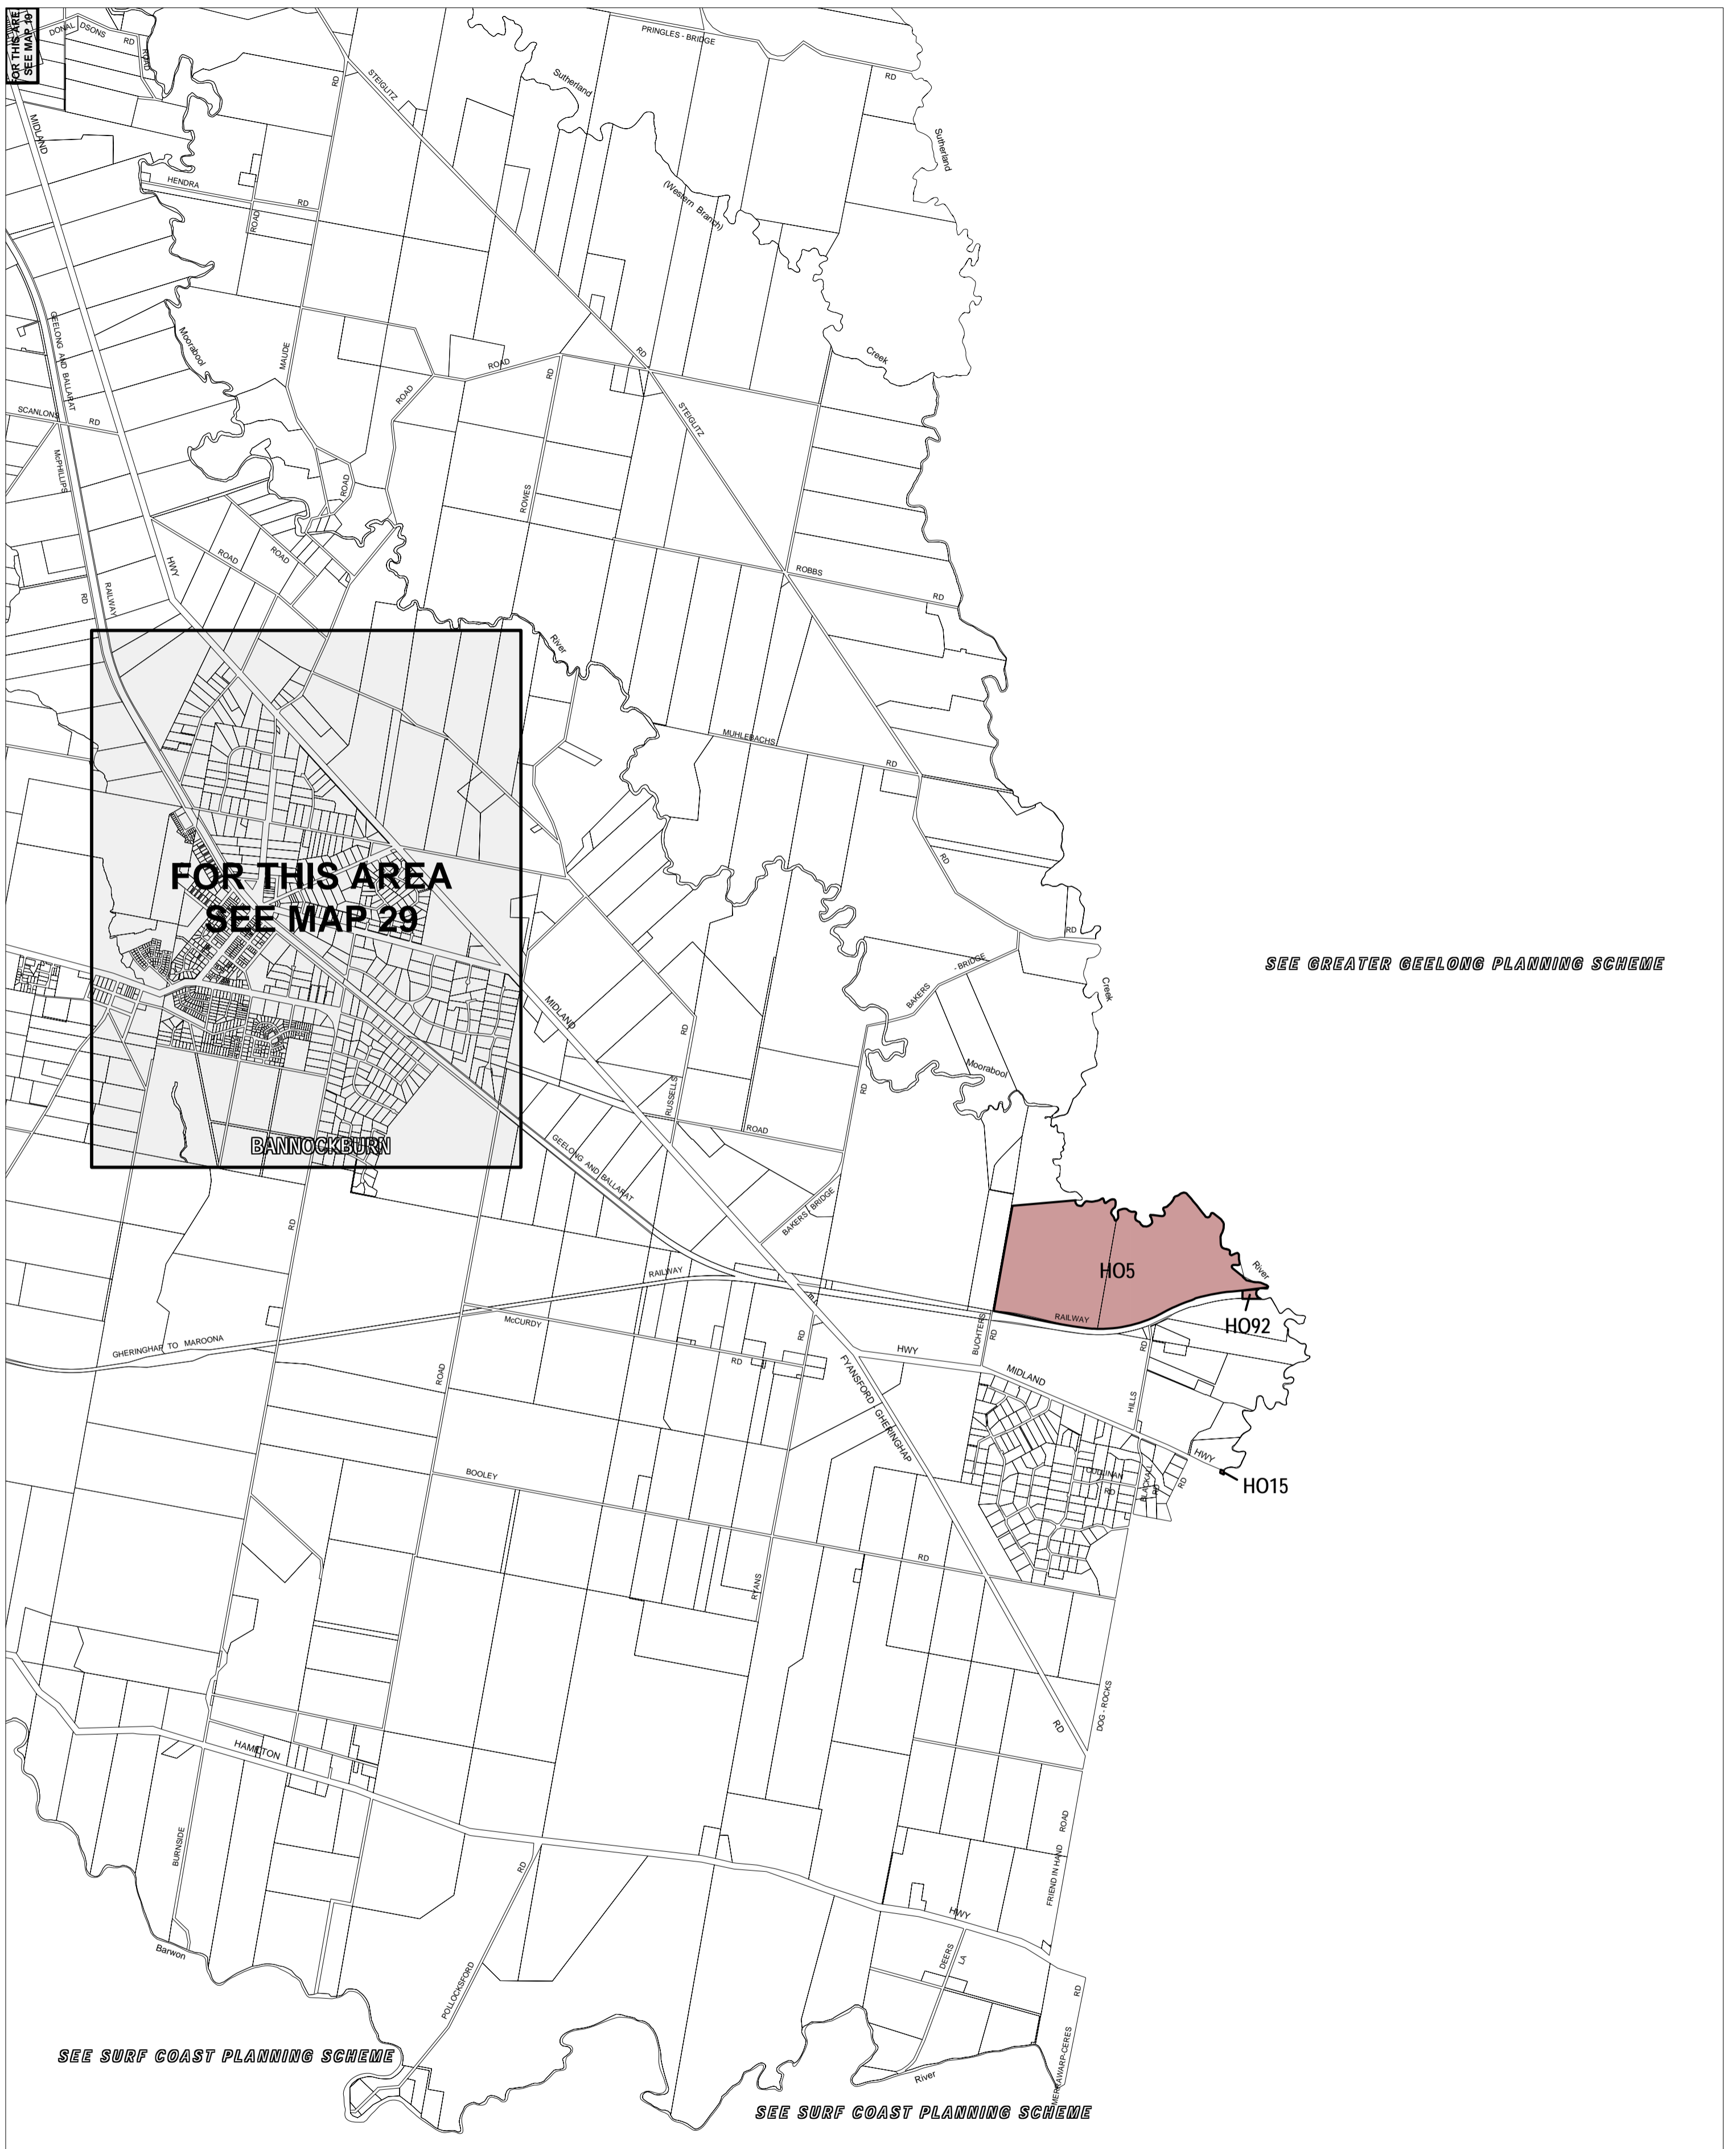 FOR THIS AREA
SEE MAP 19
DONAL
DSONS
RD
ROAD
MIDLAND
RD
STEIGLITZ
PRINGLES - BRIDGE
RD
Sutherland
Sutherland
(Western Branch)
HENDRA
RD
ROAD
GEELONG AND BALLARAT
Moorabool
MAUDE
ROAD
ROAD
RD
RD
Creek
STEIGLITZ
SCANLONS
RD
McPHILLIPS
ROAD
ROWES
HWY
ROAD
ROAD
ROBBS
RD
RD
RAILWAY
River
MUHLEBACHS
RD
RD
FOR THIS AREA
SEE MAP 29
RD
- BRIDGE
BAKERS
SEE GREATER GEELONG PLANNING SCHEME
Creek
MIDLAND
RD
Moorabool
RD
RUSSELLS
ROAD
BANNOCKBURN
GEELONG AND BALLARAT
BAKERS BRIDGE
RD
RAILWAY
HO5
River
RAILWAY
HO92
GHERINGHAP TO MAROONA
McCURDY
RD
RD
BUCHTERS
RD
HWY
MIDLAND
RD
ROAD
FYANSFORD GHERINGHAP
HILLS
HWY
BOOLEY
CULLINAN
RD
BLACKALL
RD
RD
HO15
RD
RYANS
DOG - ROCKS
RD
HAMILTON
BURNSIDE
RD
ROAD
FRIEND IN HAND
HWY
Barwon
DEERS
LA
RD
POLLOCKSFORD
SEE SURF COAST PLANNING SCHEME
River
MERRAWARP-CERES
SEE SURF COAST PLANNING SCHEME